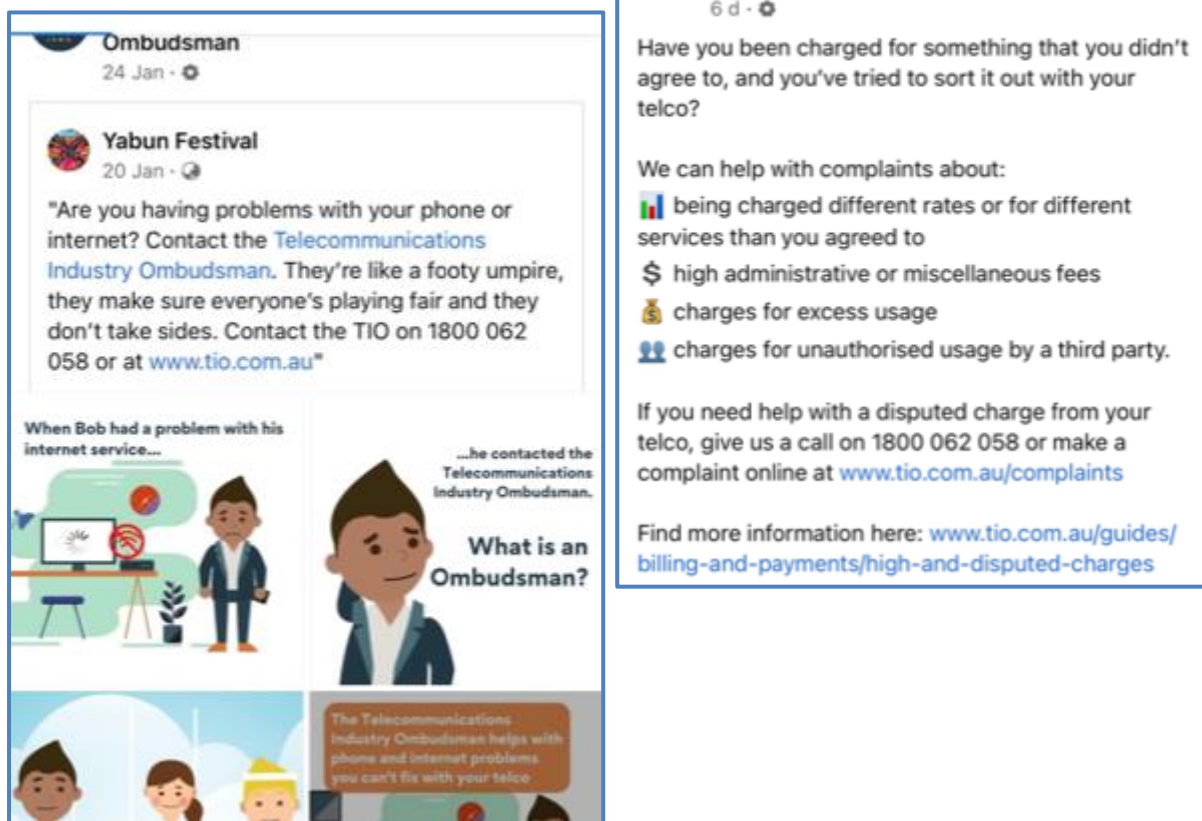 Ombudsman
24 Jan ·
Yabun Festival
20 Jan ·
"Are you having problems with your phone or
internet? Contact the Telecommunications
Industry Ombudsman. They're like a footy umpire,
they make sure everyone's playing fair and they
don't take sides. Contact the TIO on 1800 062
058 or at www.tio.com.au"
When Bob had a problem with his
internet service...
...he contacted the
Telecommunications
Industry Ombudsman.
What is an
Ombudsman?
The Telecommunications
Industry Ombudsman helps with
phone and internet problems
you can't fix with your telco
6 d ·
Have you been charged for something that you didn't
agree to, and you've tried to sort it out with your
telco?
We can help with complaints about:
being charged different rates or for different
services than you agreed to
$ high administrative or miscellaneous fees
charges for excess usage
charges for unauthorised usage by a third party.
If you need help with a disputed charge from your
telco, give us a call on 1800 062 058 or make a
complaint online at www.tio.com.au/complaints
Find more information here: www.tio.com.au/guides/
billing-and-payments/high-and-disputed-charges